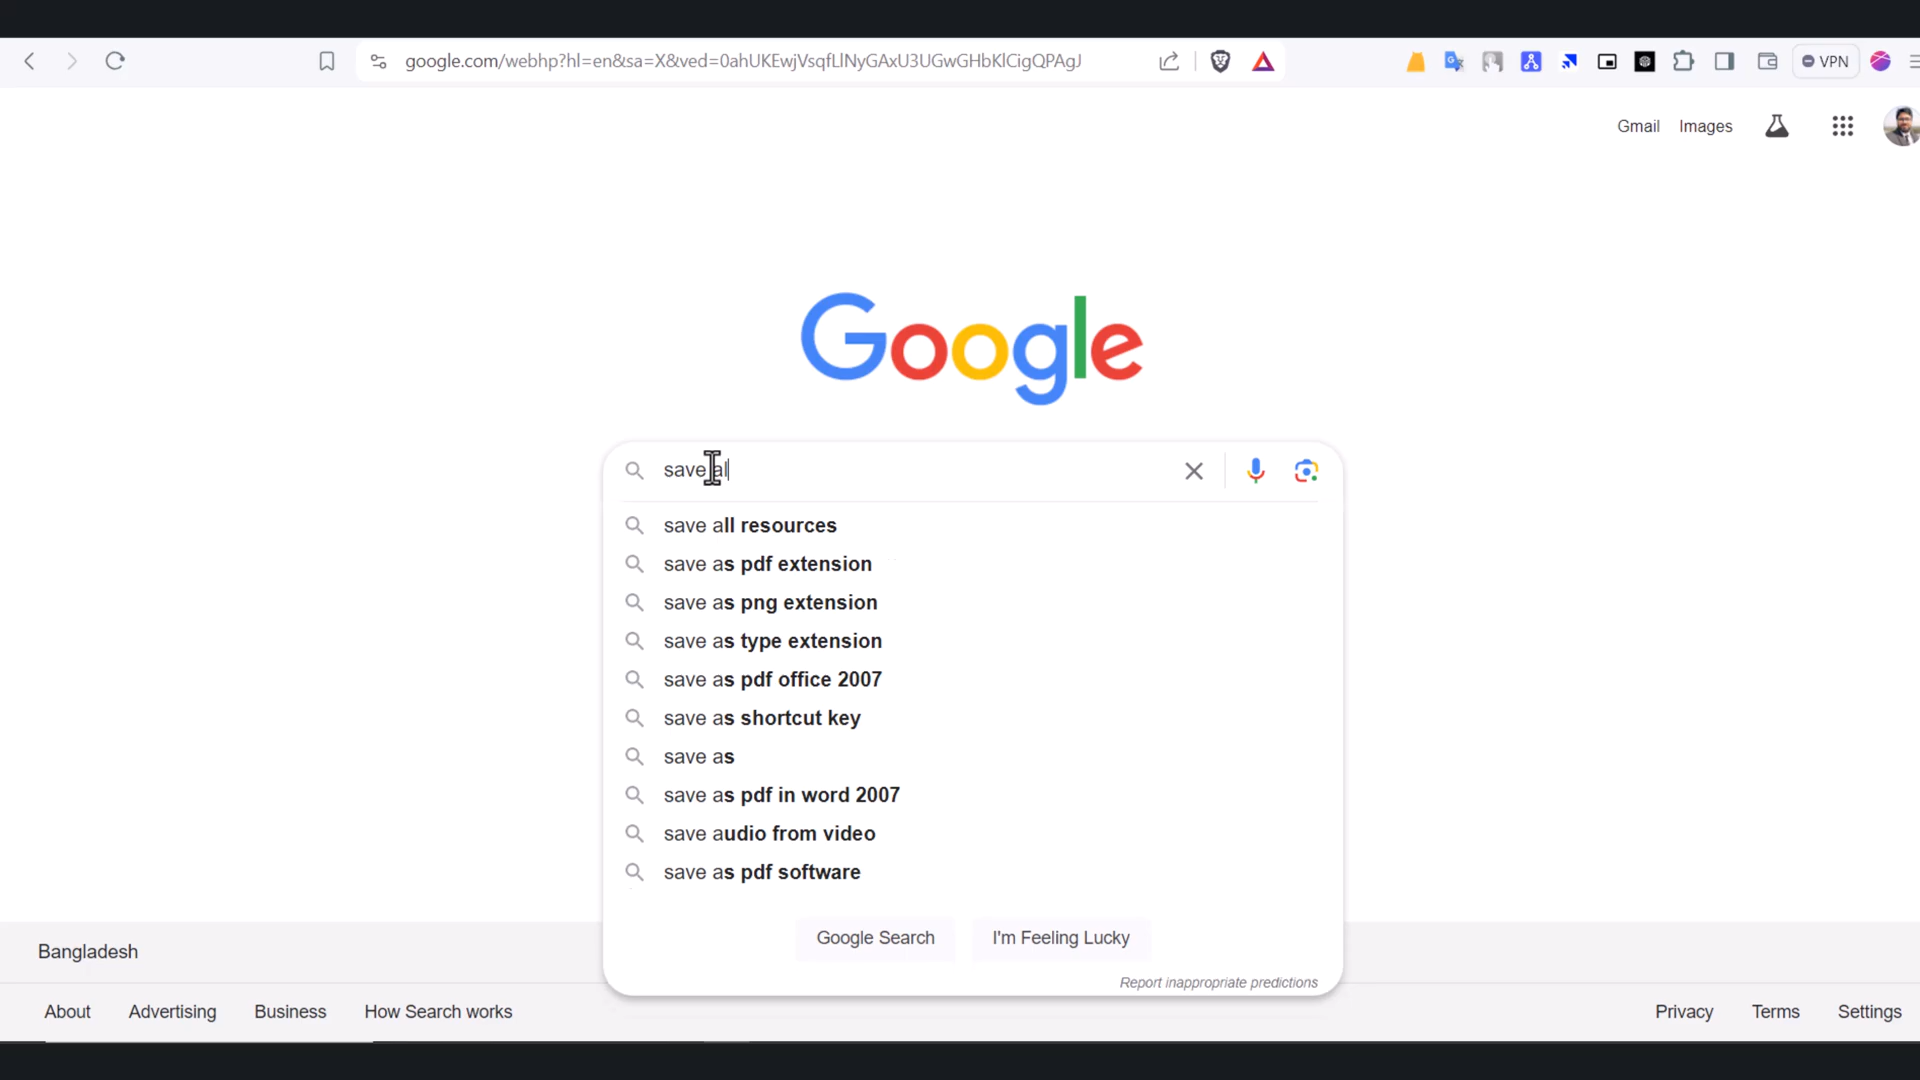 google.com/webhp?hl=en&sa=X&ved=0ahUKEwjVsqfLlNyGAxU3UGwGHbKlCigQPAgJ
VPN
Gmail Images
Google
save al
save all resources
save as pdf extension
save as png extension
save as type extension
save as pdf office 2007
save as shortcut key
save as
save as pdf in word 2007
save audio from video
save as pdf software
Google Search I'm Feeling Lucky
Report inappropriate predictions
Bangladesh
About Advertising Business How Search works Privacy Terms Settings